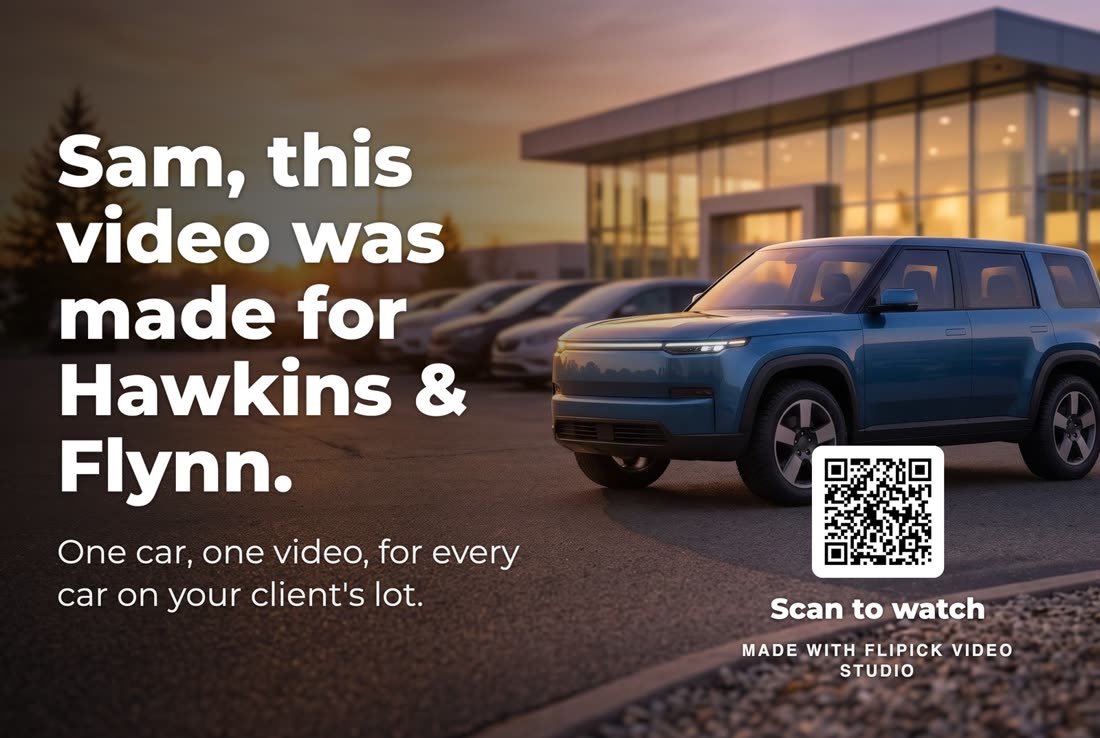 Sam, this
video was
made for
Hawkins &
Flynn.
One car, one video, for every
car on your client's lot.
Scan to watch
MADE WITH FLIPICK VIDEO
STUDIO